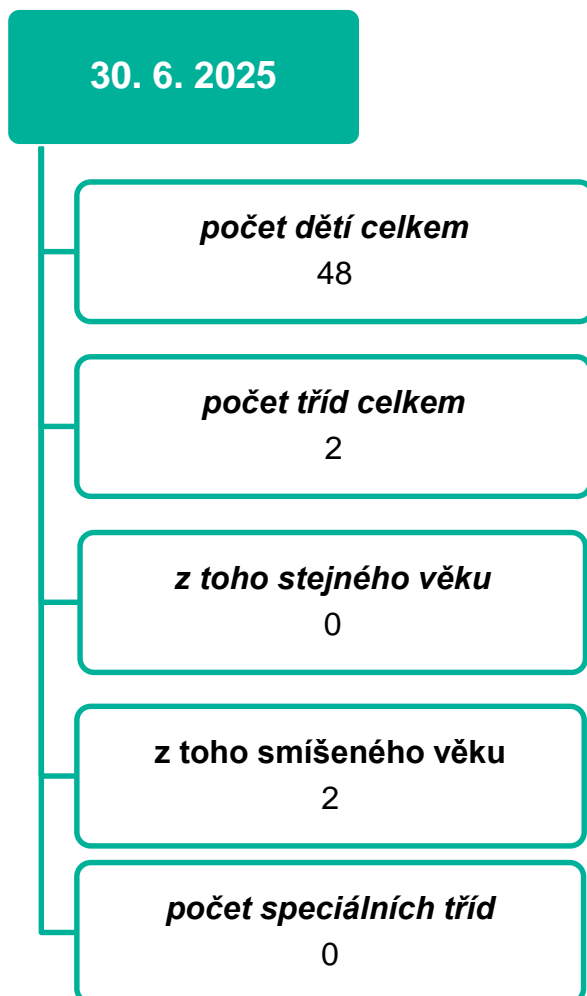 30. 6. 2025
počet dětí celkem
48
počet tříd celkem
2
z toho stejného věku
0
z toho smíšeného věku
2
počet speciálních tříd
0